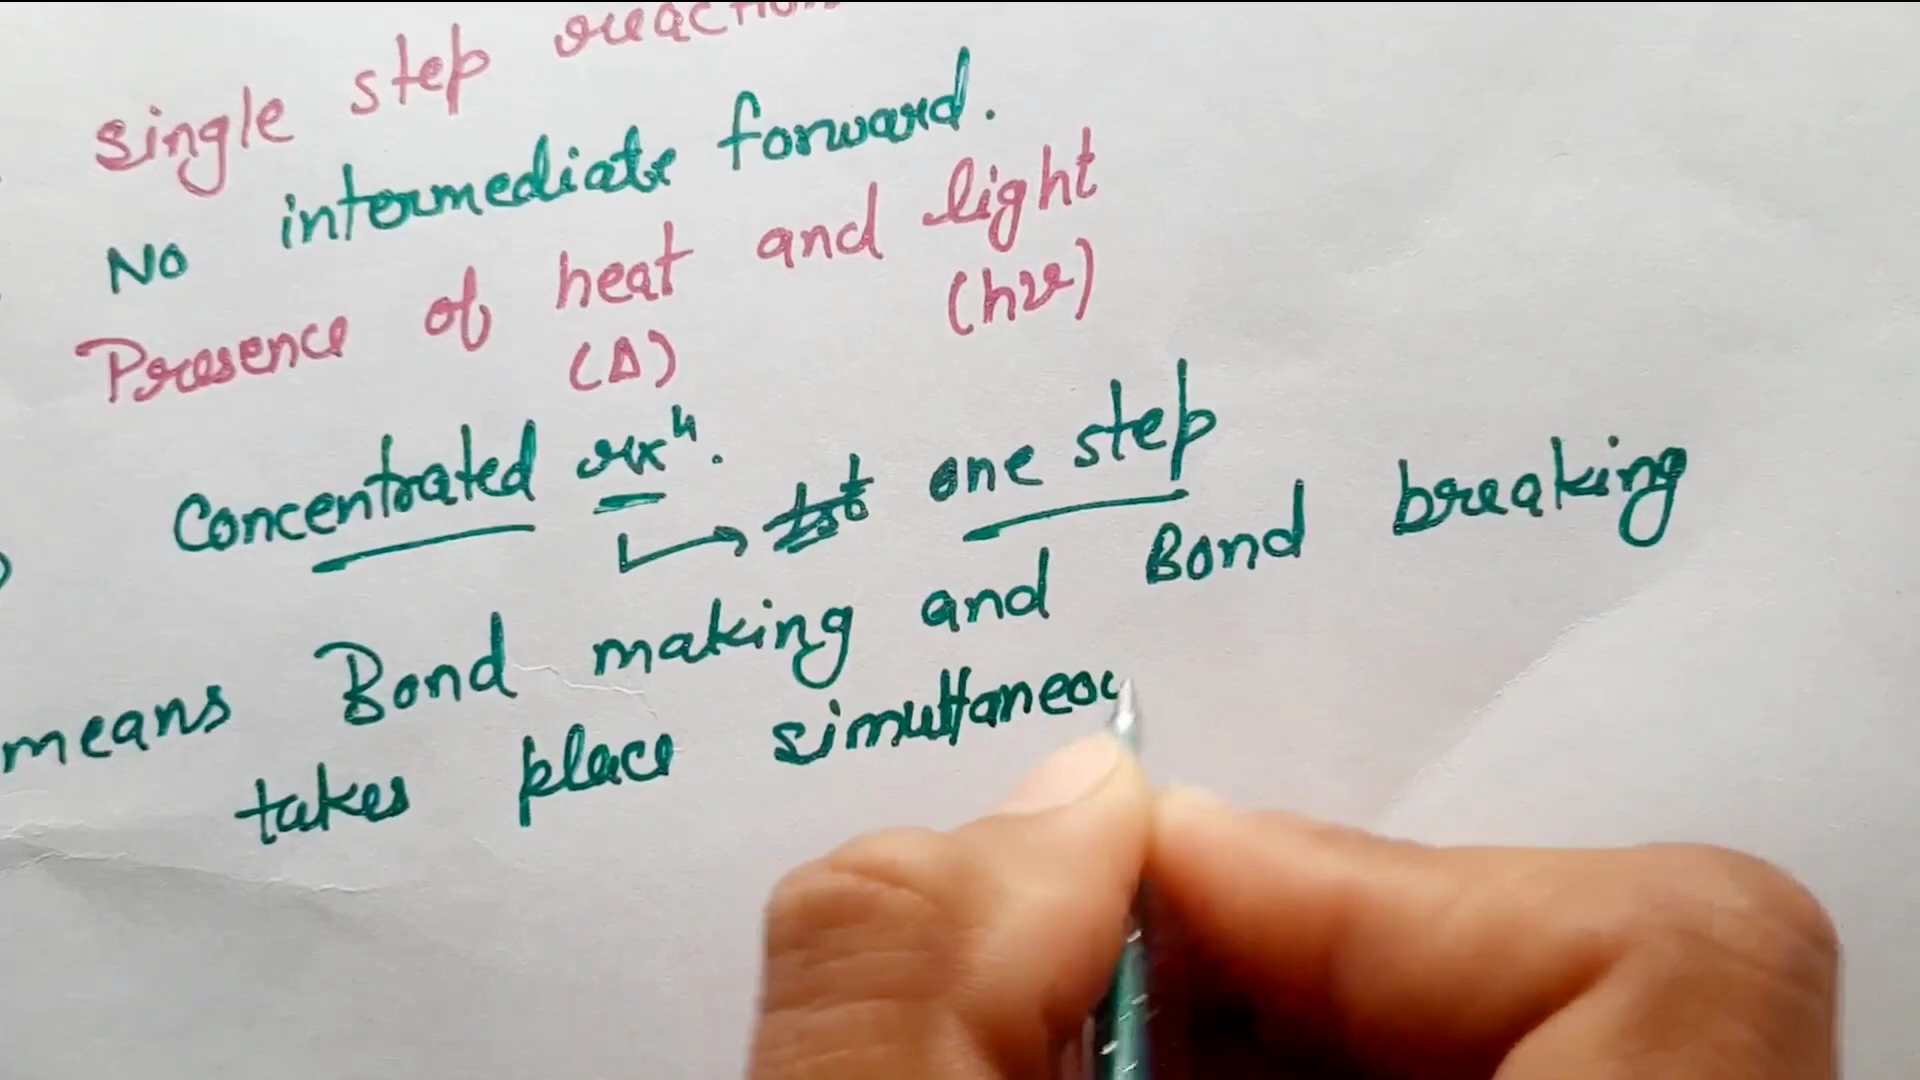 single step reaction
No intermediate forward.
Presence of heat and light
(Δ) (hν)
Concentrated rxn.
one step
means Bond making and Bond breaking
takes place simultaneou